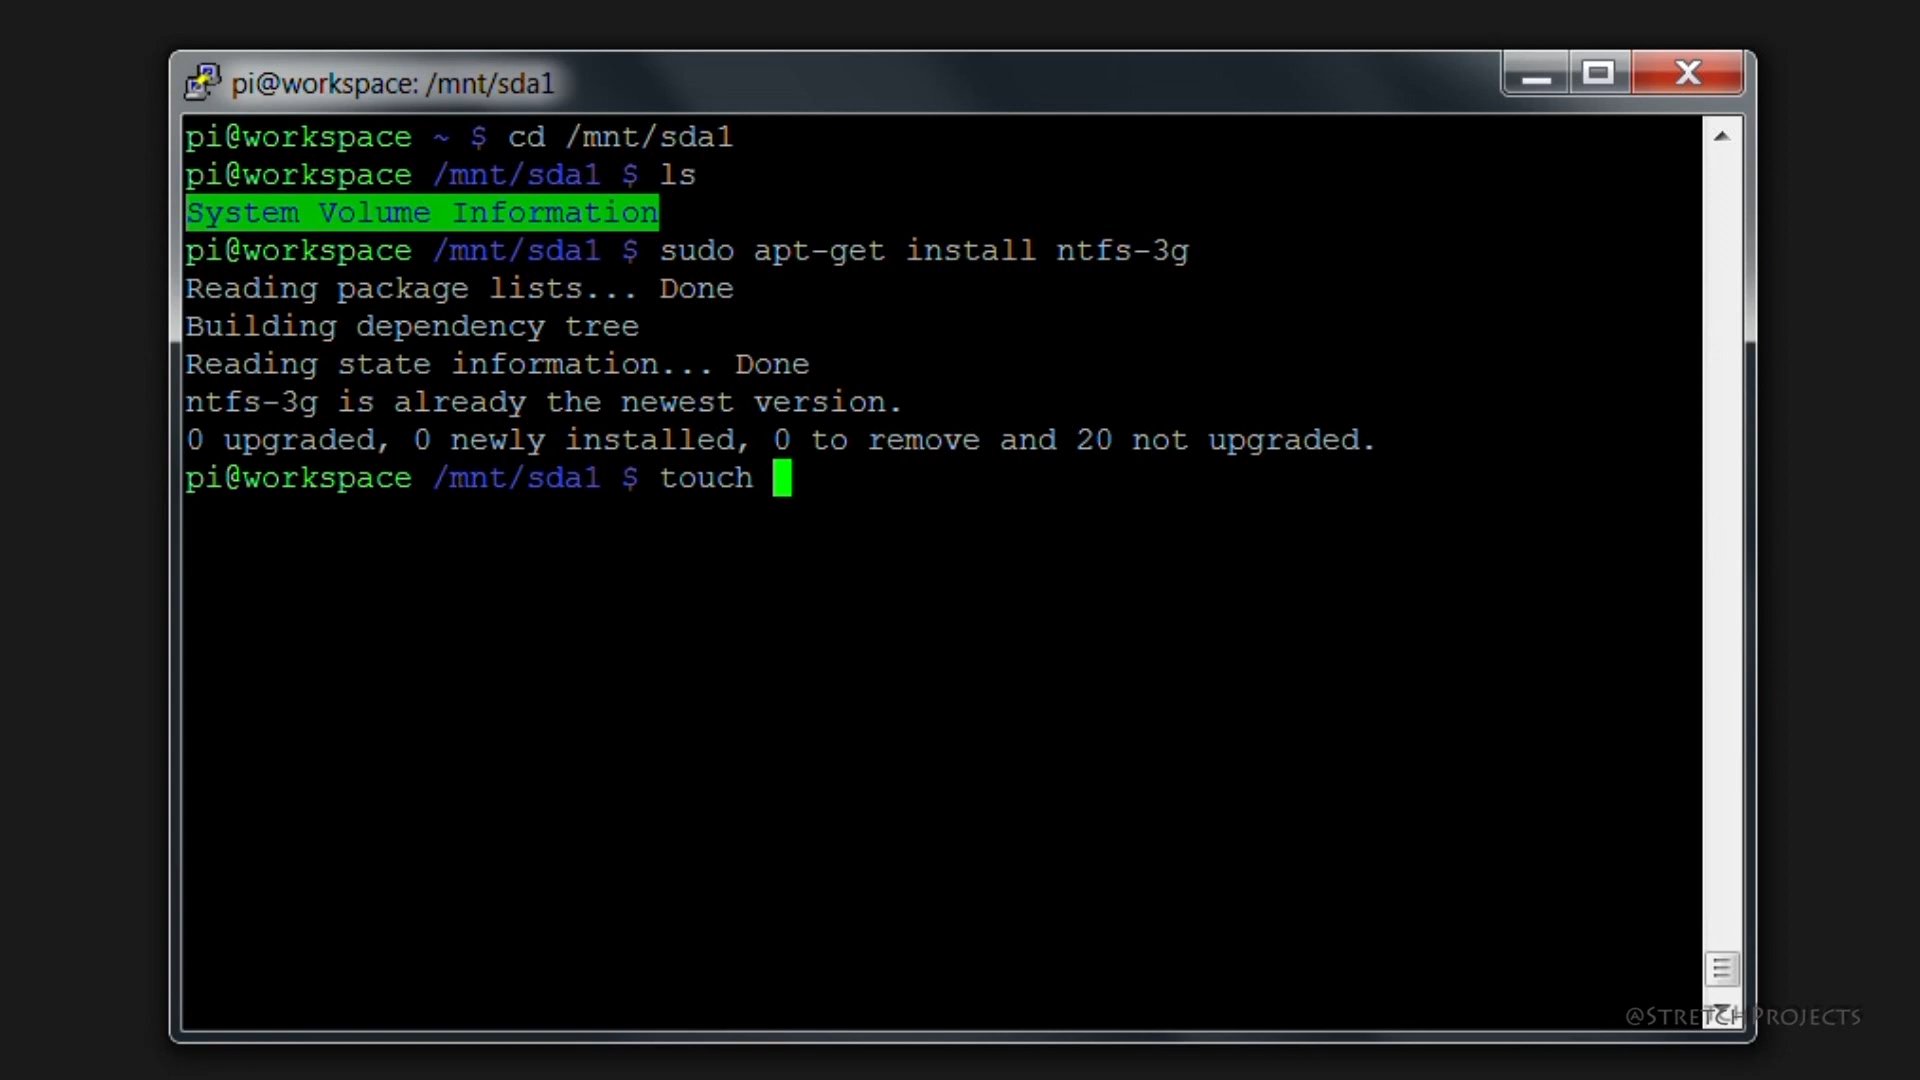 pi@workspace: /mnt/sda1
pi@workspace ~ $ cd /mnt/sda1
pi@workspace /mnt/sda1 $ ls
System Volume Information
pi@workspace /mnt/sda1 $ sudo apt-get install ntfs-3g
Reading package lists... Done
Building dependency tree
Reading state information... Done
ntfs-3g is already the newest version.
0 upgraded, 0 newly installed, 0 to remove and 20 not upgraded.
pi@workspace /mnt/sda1 $ touch
@StretchProjects